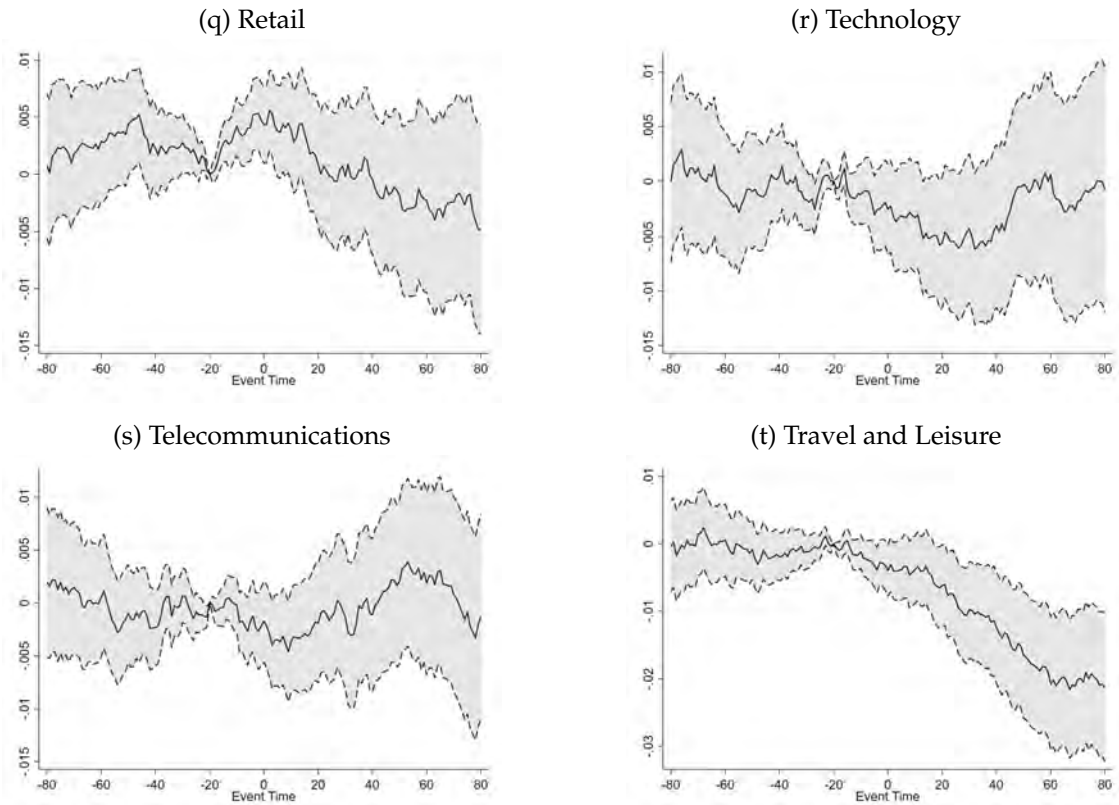 (q) Retail
.01
.005
0
-.005
-.01
-.015
-80 -60 -40 -20 0 20 40 60 80
Event Time
(r) Technology
.01
.005
0
-.005
-.01
-.015
-80 -60 -40 -20 0 20 40 60 80
Event Time
(s) Telecommunications
.01
.005
0
-.005
-.01
-.015
-80 -60 -40 -20 0 20 40 60 80
Event Time
(t) Travel and Leisure
.01
0
-.01
-.02
-.03
-80 -60 -40 -20 0 20 40 60 80
Event Time